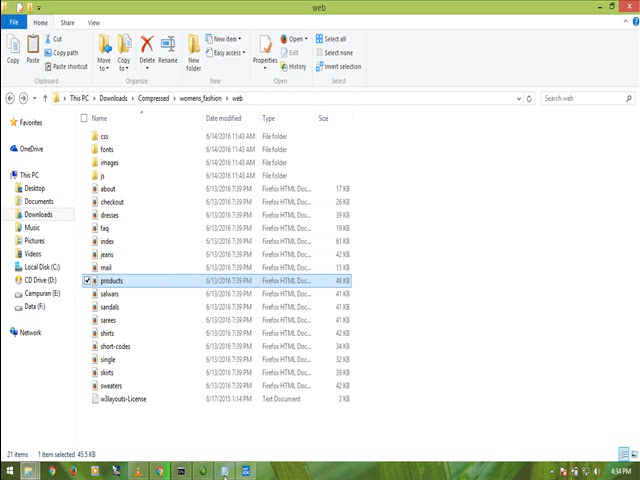 web
File Home Share View
Copy
Paste
Cut
Copy path
Paste shortcut
Clipboard
Move to
Copy to
Delete
Rename
Organize
New folder
New item
Easy access
New
Properties
Open
Edit
History
Open
Select all
Select none
Invert selection
Select
This PC Downloads Compressed womens_fashion web
Search web
Favorites
OneDrive
This PC
Desktop
Documents
Downloads
Music
Pictures
Videos
Local Disk (C:)
CD Drive (D:)
Campuran (E:)
Data (F:)
Network
Name Date modified Type Size
css 6/14/2016 11:43 AM File folder
fonts 6/14/2016 11:43 AM File folder
images 6/14/2016 11:43 AM File folder
js 6/14/2016 11:43 AM File folder
about 6/13/2016 7:39 PM Firefox HTML Doc... 17 KB
checkout 6/13/2016 7:39 PM Firefox HTML Doc... 26 KB
dresses 6/13/2016 7:39 PM Firefox HTML Doc... 39 KB
faq 6/13/2016 7:39 PM Firefox HTML Doc... 19 KB
index 6/13/2016 7:39 PM Firefox HTML Doc... 61 KB
jeans 6/13/2016 7:39 PM Firefox HTML Doc... 42 KB
mail 6/13/2016 7:39 PM Firefox HTML Doc... 15 KB
products 6/13/2016 7:39 PM Firefox HTML Doc... 46 KB
salwars 6/13/2016 7:39 PM Firefox HTML Doc... 41 KB
sandals 6/13/2016 7:39 PM Firefox HTML Doc... 41 KB
sarees 6/13/2016 7:39 PM Firefox HTML Doc... 41 KB
shirts 6/13/2016 7:39 PM Firefox HTML Doc... 42 KB
short-codes 6/13/2016 7:39 PM Firefox HTML Doc... 34 KB
single 6/13/2016 7:39 PM Firefox HTML Doc... 32 KB
skirts 6/13/2016 7:39 PM Firefox HTML Doc... 42 KB
sweaters 6/13/2016 7:39 PM Firefox HTML Doc... 42 KB
w3layouts-License 8/17/2015 1:14 PM Text Document 2 KB
21 items 1 item selected 45.5 KB
4:34 PM